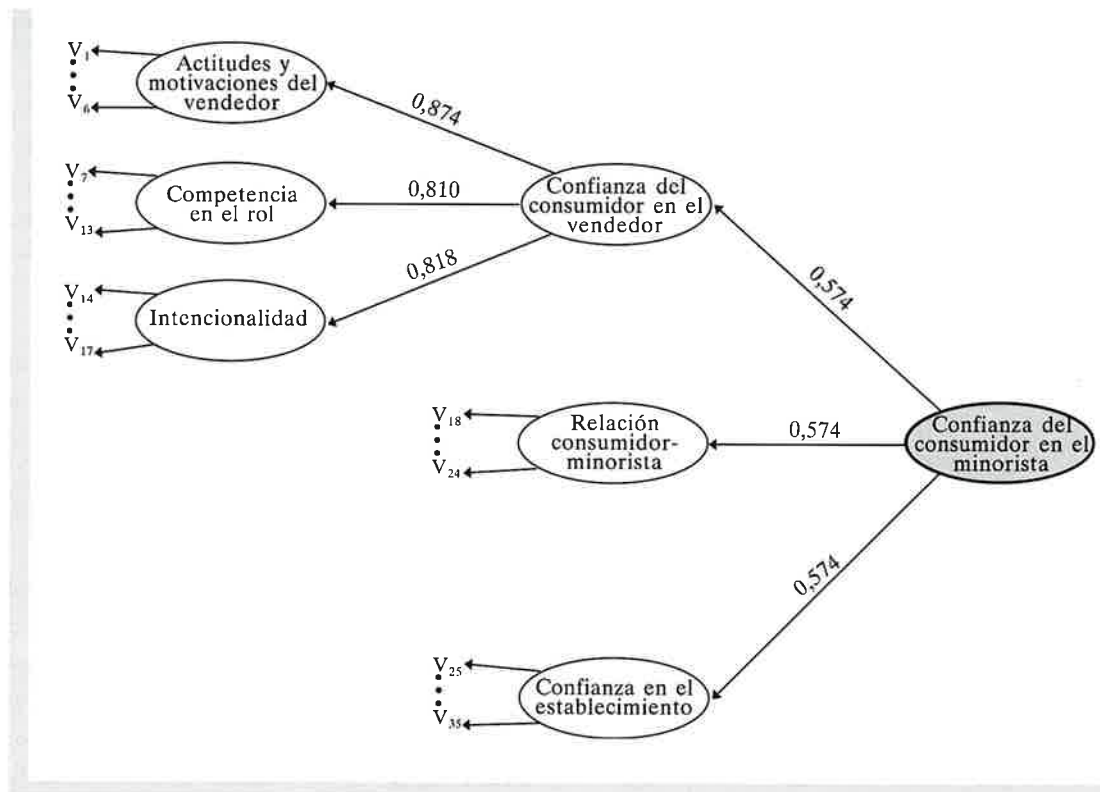 V₁
V₆
Actitudes y
motivaciones del
vendedor
0,874
V₇
V₁₃
Competencia
en el rol
0,810
Confianza del
consumidor en el
vendedor
V₁₄
V₁₇
Intencionalidad
0,818
0,574
V₁₈
V₂₄
Relación
consumidor-
minorista
0,574
Confianza del
consumidor en el
minorista
0,574
V₂₅
V₃₅
Confianza en el
establecimiento